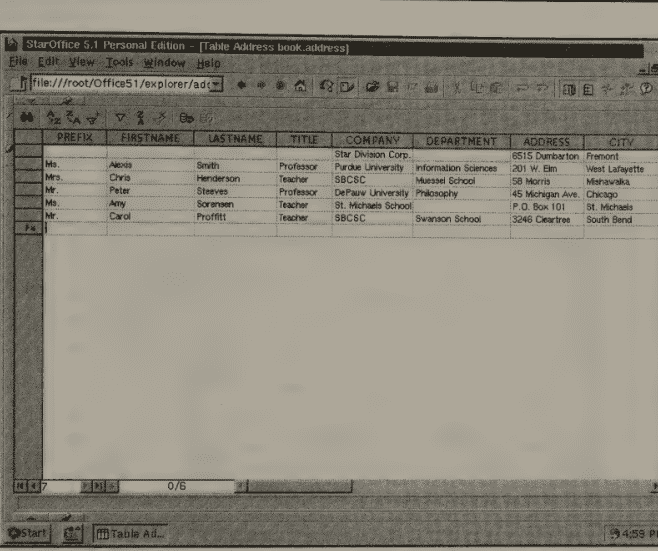 StarOffice 5.1 Personal Edition - [Table Address book.address]
File Edit View Tools Window Help
file:///root/Office51/explorer/add
PREFIX FIRSTNAME LASTNAME TITLE COMPANY DEPARTMENT ADDRESS CITY
Star Division Corp. 6515 Dumbarton Fremont
Ms. Alexis Smith Professor Purdue University Information Sciences 201 W. Elm West Lafayette
Mrs. Chris Henderson Teacher SBCSC Muessel School 58 Morris Mishawaka
Mr. Peter Steeves Professor DePauw University Philosophy 45 Michigan Ave. Chicago
Ms. Amy Sorensen Teacher St. Michaels School P.O. Box 101 St. Michaels
Mr. Carol Proffitt Teacher SBCSC Swanson School 3246 Cleartree South Bend
7 0/6
Start Table Ad... 4:59 P